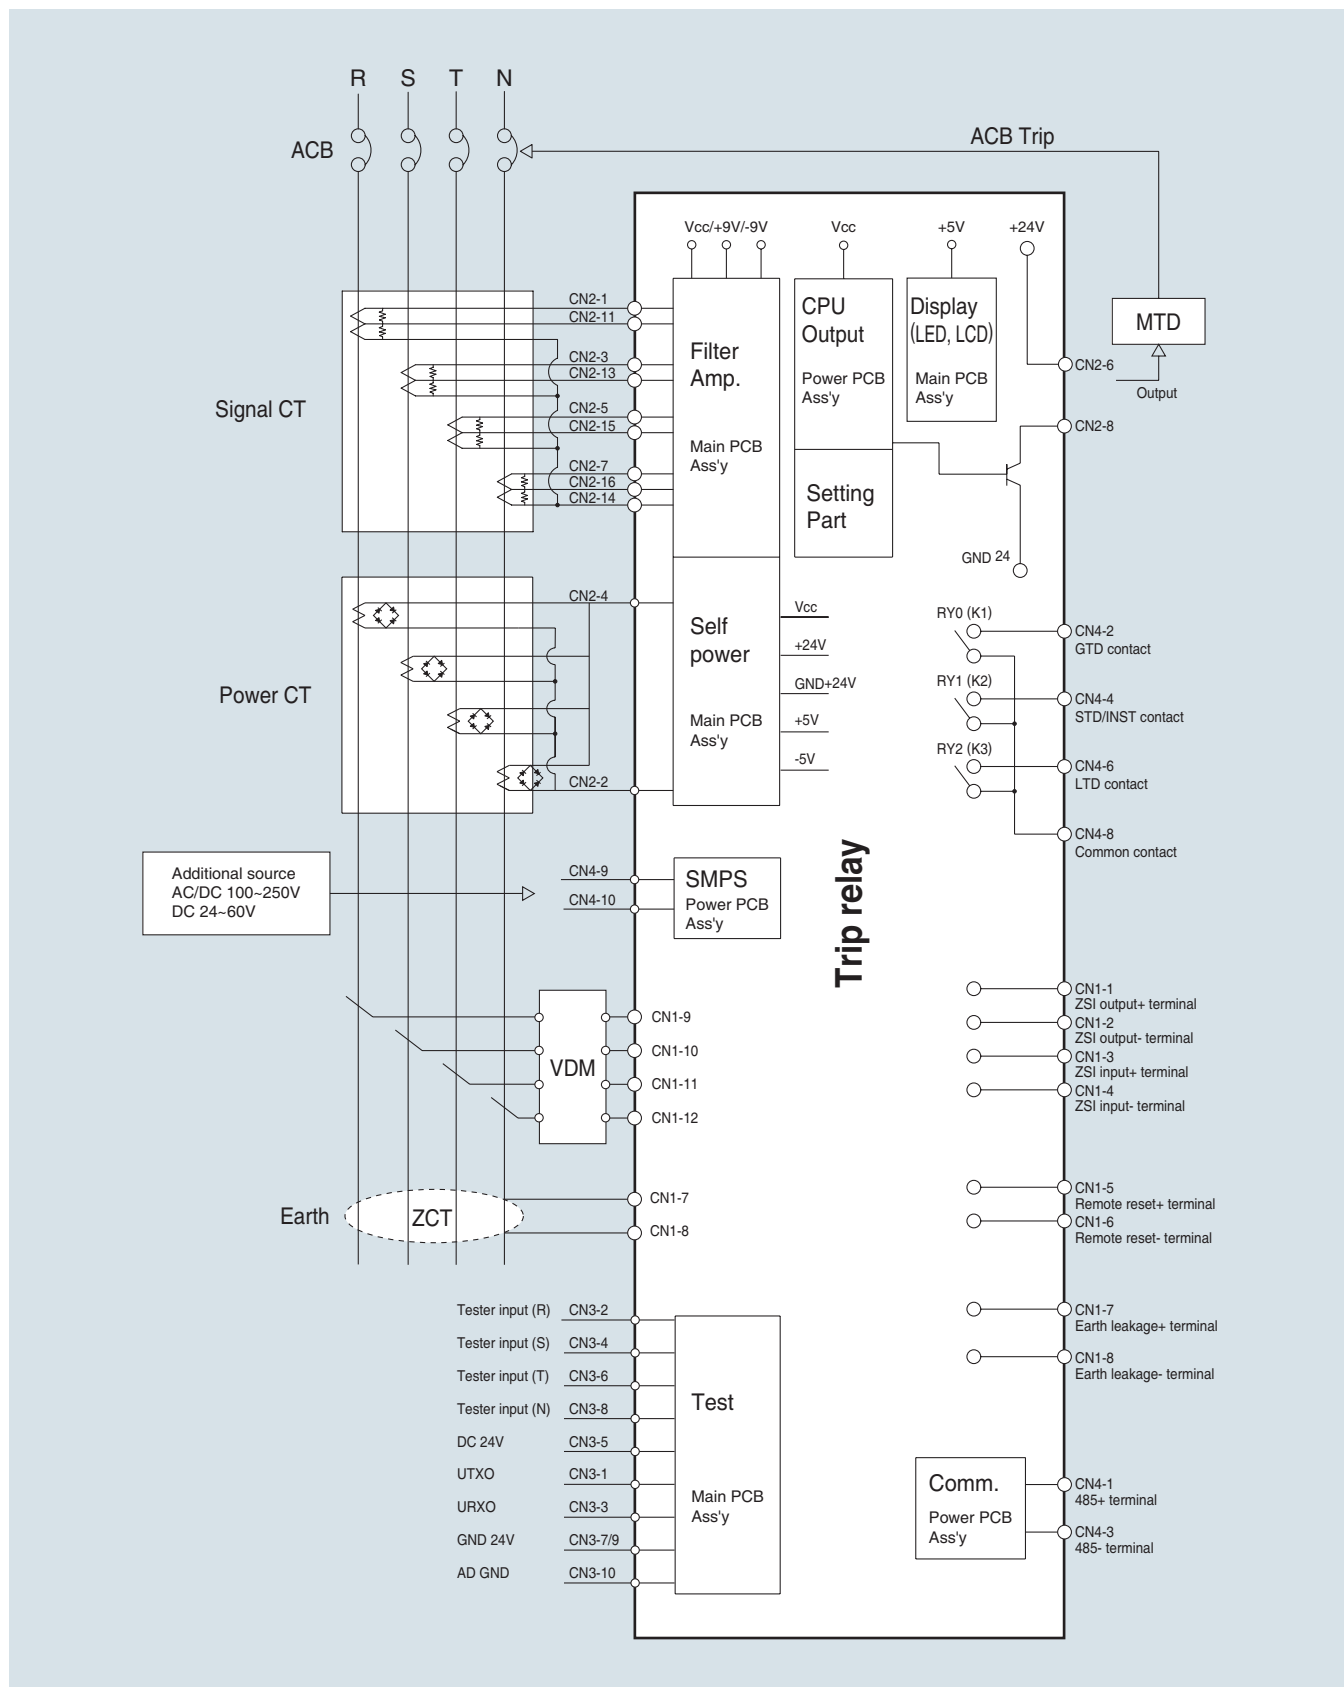 R S T N
ACB
ACB Trip
Vcc/+9V/-9V
Vcc
+5V
+24V
CN2-1
CN2-11
CN2-3
CN2-13
CN2-5
CN2-15
CN2-7
CN2-16
CN2-14
Signal CT
Filter
Amp.
Main PCB
Ass'y
CPU
Output
Power PCB
Ass'y
Setting
Part
Display
(LED, LCD)
Main PCB
Ass'y
MTD
Output
CN2-6
CN2-8
GND 24
CN2-4
CN2-2
Power CT
Self
power
Main PCB
Ass'y
Vcc
+24V
GND+24V
+5V
-5V
RY0 (K1)
CN4-2
GTD contact
RY1 (K2)
CN4-4
STD/INST contact
RY2 (K3)
CN4-6
LTD contact
CN4-8
Common contact
Additional source
AC/DC 100~250V
DC 24~60V
CN4-9
CN4-10
SMPS
Power PCB
Ass'y
Trip relay
VDM
CN1-9
CN1-10
CN1-11
CN1-12
CN1-1
ZSI output+ terminal
CN1-2
ZSI output- terminal
CN1-3
ZSI input+ terminal
CN1-4
ZSI input- terminal
Earth
ZCT
CN1-7
CN1-8
CN1-5
Remote reset+ terminal
CN1-6
Remote reset- terminal
CN1-7
Earth leakage+ terminal
CN1-8
Earth leakage- terminal
Tester input (R) CN3-2
Tester input (S) CN3-4
Tester input (T) CN3-6
Tester input (N) CN3-8
DC 24V CN3-5
UTXO CN3-1
URXO CN3-3
GND 24V CN3-7/9
AD GND CN3-10
Test
Main PCB
Ass'y
Comm.
Power PCB
Ass'y
CN4-1
485+ terminal
CN4-3
485- terminal